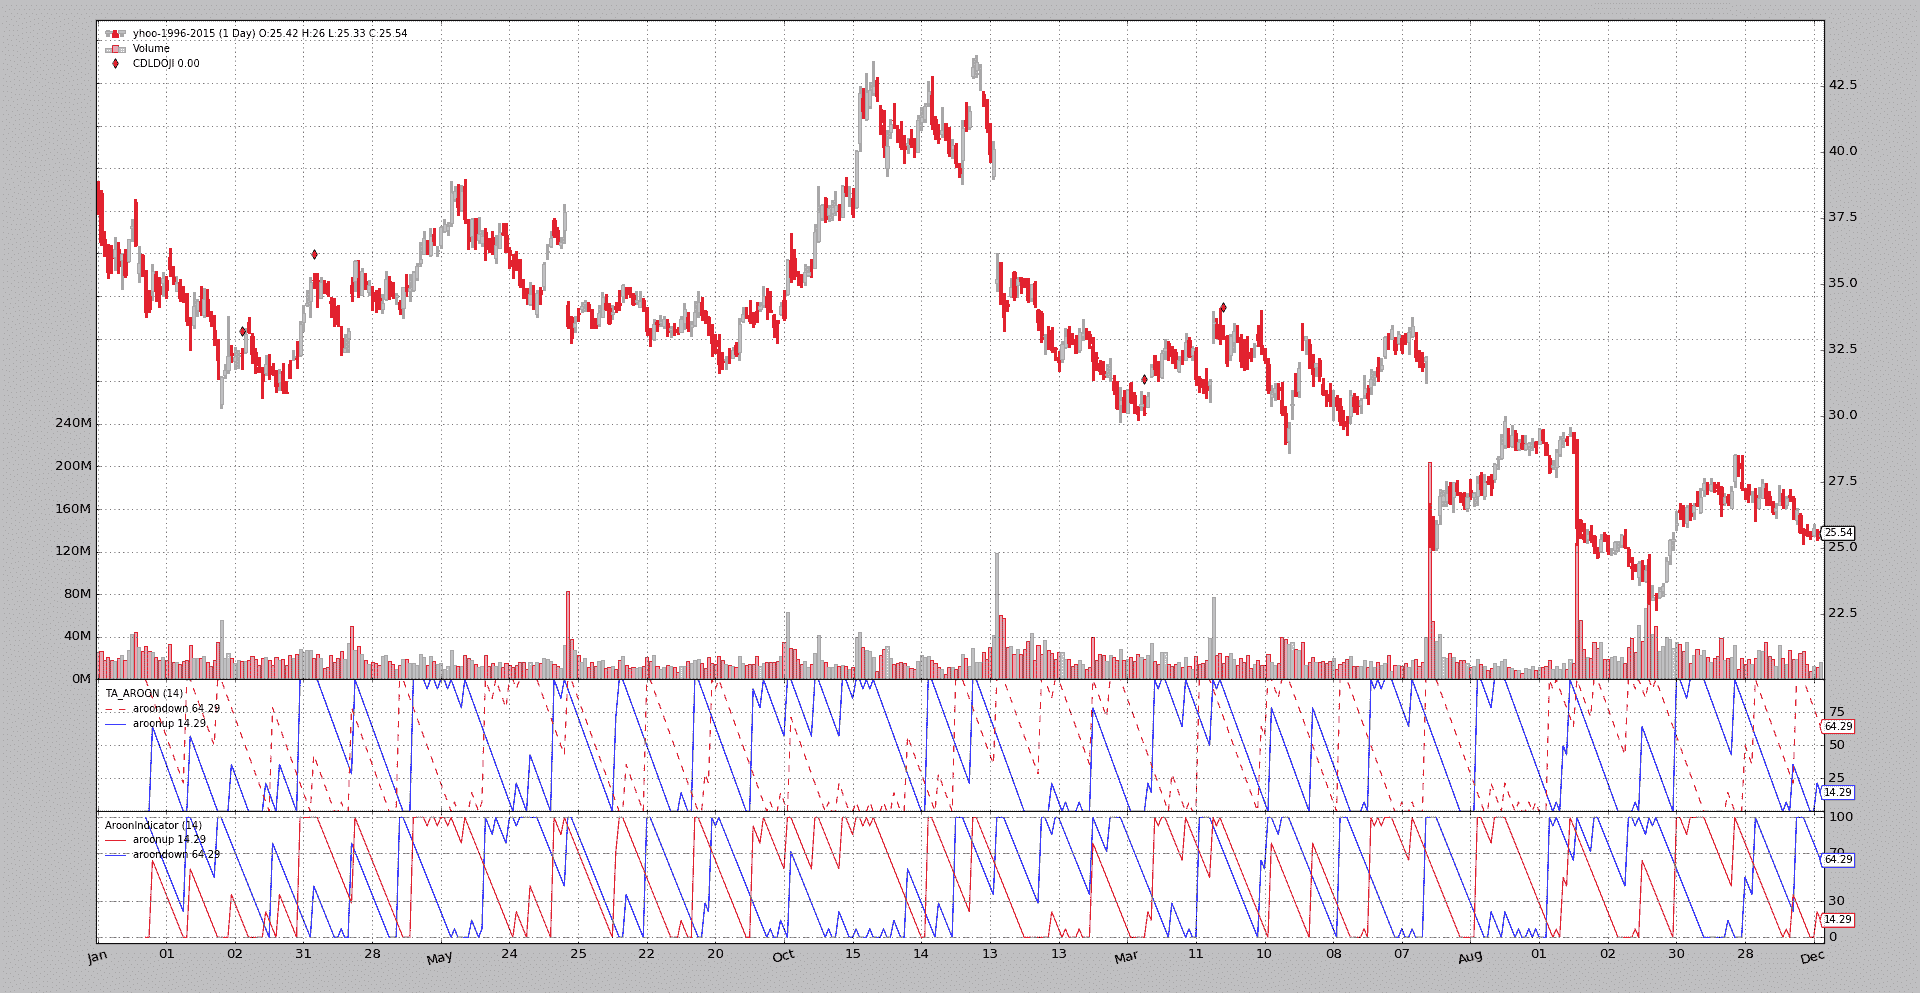 yhoo-1996-2015 (1 Day) O:25.42 H:26 L:25.33 C:25.54
Volume
CDLDOJI 0.00
42.5
40.0
37.5
35.0
32.5
30.0
27.5
25.54
25.0
22.5
240M
200M
160M
120M
80M
40M
0M
TA_AROON (14)
aroondown 64.29
aroonup 14.29
75
64.29
50
25
14.29
AroonIndicator (14)
aroonup 14.29
aroondown 64.29
100
70
64.29
30
14.29
0
Jan 01 02 31 28 May 24 25 22 20 Oct 15 14 13 13 Mar 11 10 08 07 Aug 01 02 30 28 Dec